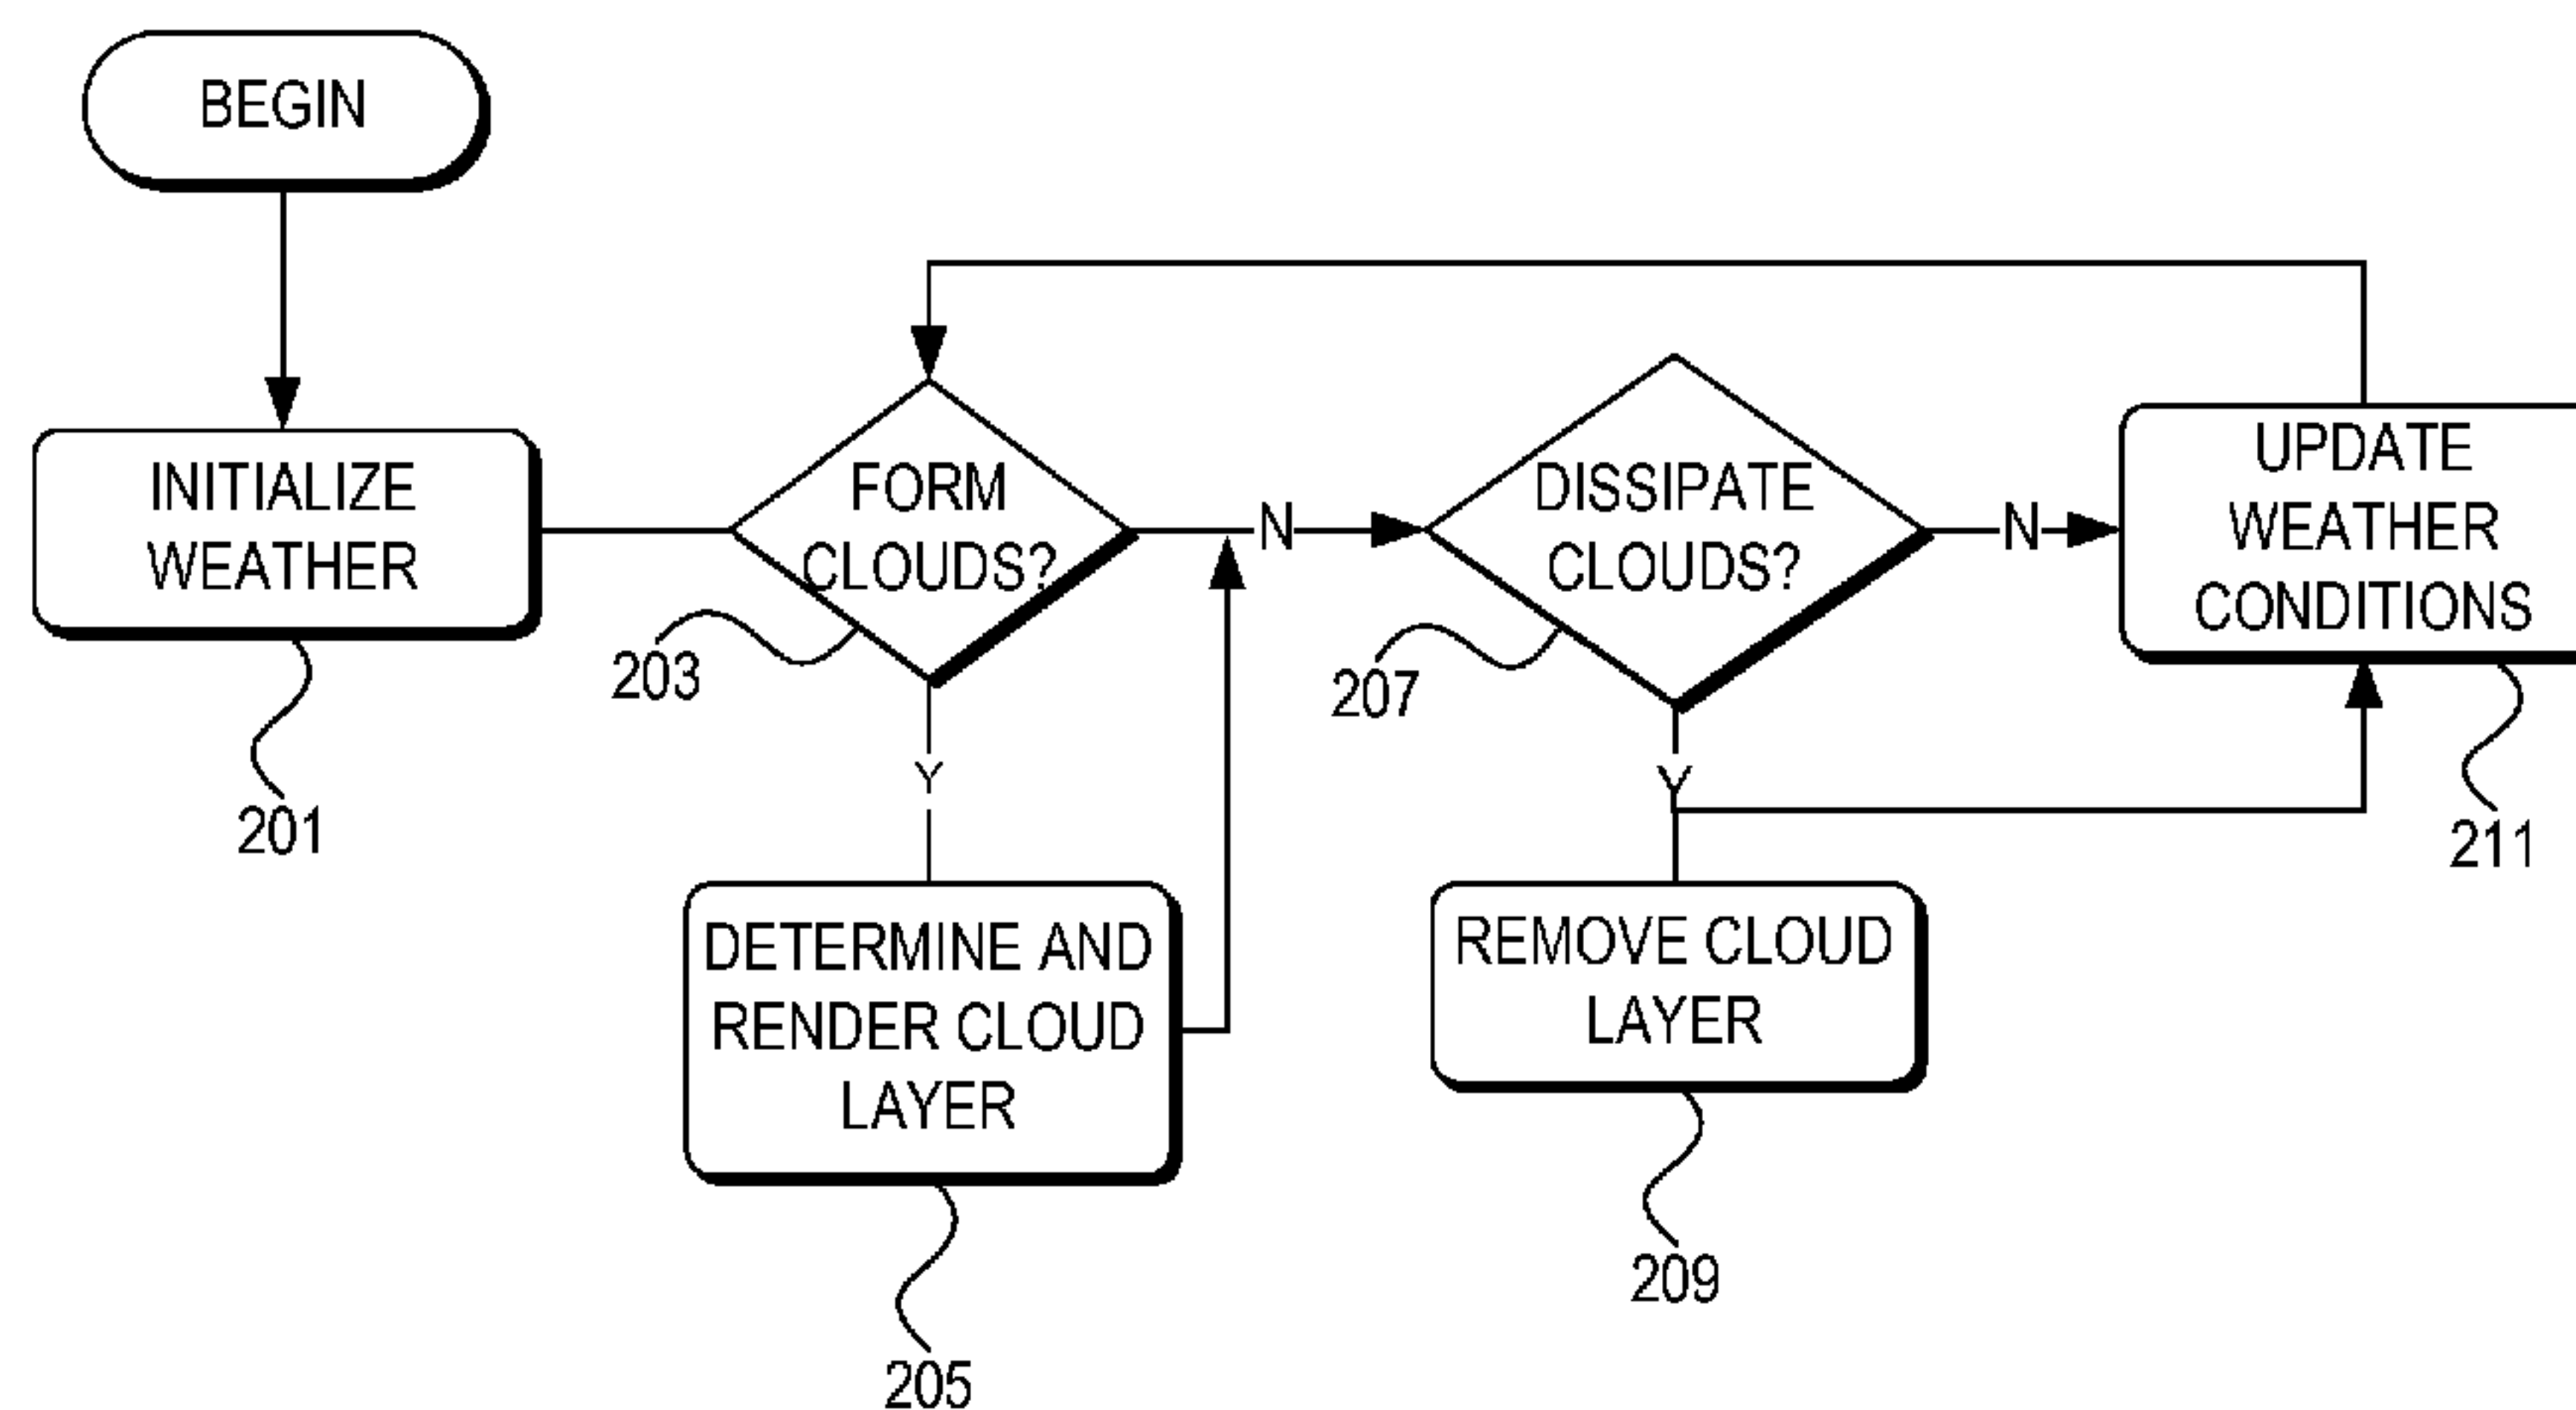 BEGIN
INITIALIZE
WEATHER
201
FORM
CLOUDS?
203
N
Y
DETERMINE AND
RENDER CLOUD
LAYER
205
DISSIPATE
CLOUDS?
207
N
Y
REMOVE CLOUD
LAYER
209
UPDATE
WEATHER
CONDITIONS
211